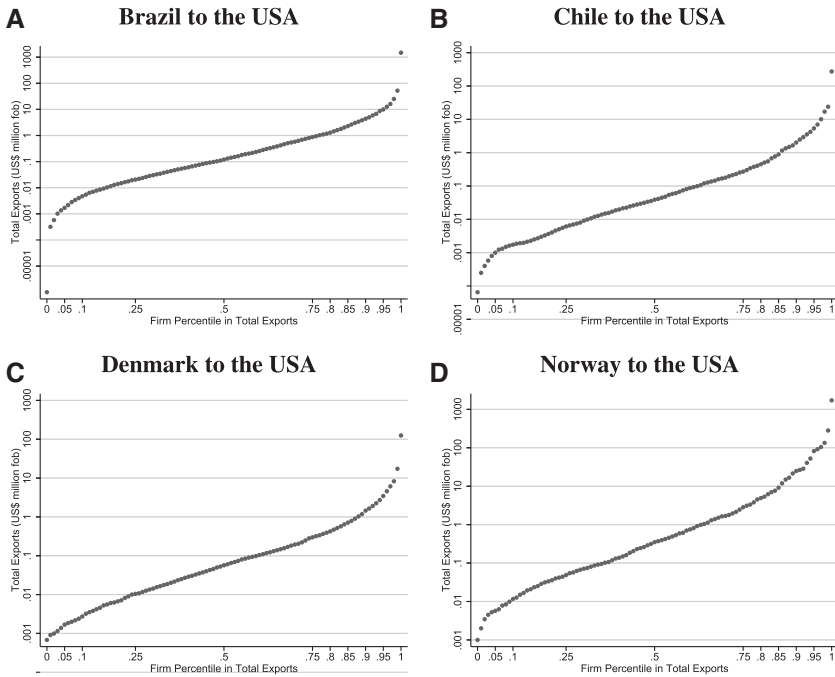 A
Brazil to the USA
Total Exports (US$ million fob)
1000
100
10
1
.1
.01
.001
.00001
0 .05 .1 .25 .5 .75 .8 .85 .9 .95 1
Firm Percentile in Total Exports
B
Chile to the USA
Total Exports (US$ million fob)
1000
100
10
1
.1
.01
.001
.00001
0 .05 .1 .25 .5 .75 .8 .85 .9 .95 1
Firm Percentile in Total Exports
C
Denmark to the USA
Total Exports (US$ million fob)
1000
100
10
1
.1
.01
.001
0 .05 .1 .25 .5 .75 .8 .85 .9 .95 1
Firm Percentile in Total Exports
D
Norway to the USA
Total Exports (US$ million fob)
1000
100
10
1
.1
.01
.001
0 .05 .1 .25 .5 .75 .8 .85 .9 .95 1
Firm Percentile in Total Exports